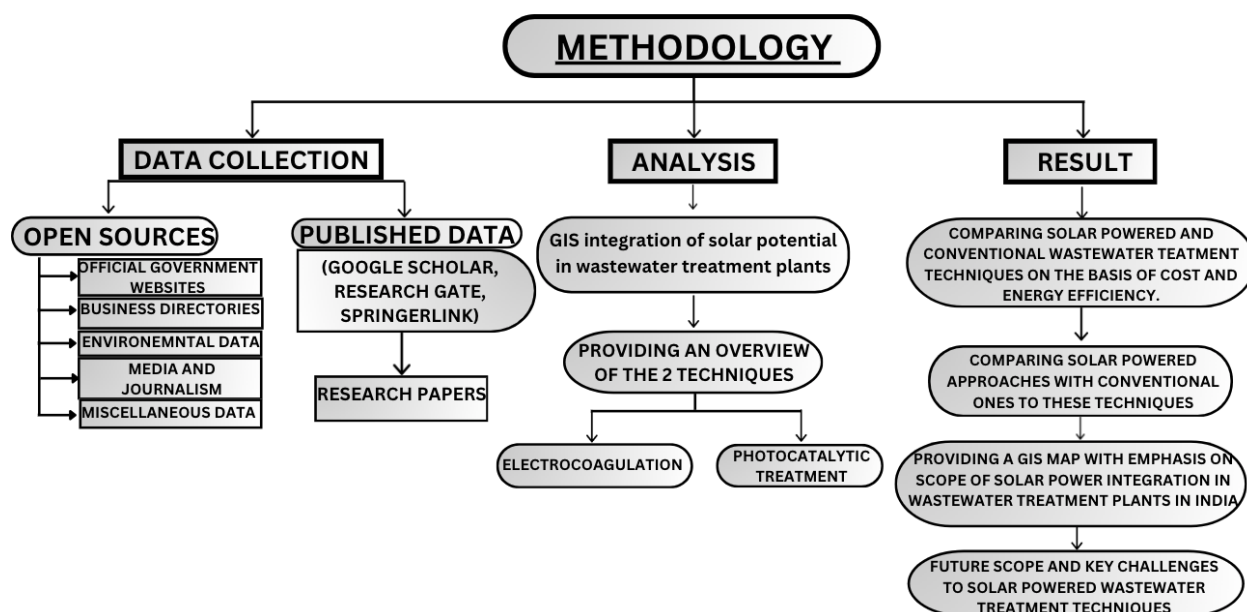 METHODOLOGY
DATA COLLECTION
OPEN SOURCES
OFFICIAL GOVERNMENT
WEBSITES
BUSINESS DIRECTORIES
ENVIRONEMNTAL DATA
MEDIA AND
JOURNALISM
MISCELLANEOUS DATA
PUBLISHED DATA
(GOOGLE SCHOLAR,
RESEARCH GATE,
SPRINGERLINK)
RESEARCH PAPERS
ANALYSIS
GIS integration of solar potential
in wastewater treatment plants
PROVIDING AN OVERVIEW
OF THE 2 TECHNIQUES
ELECTROCOAGULATION
PHOTOCATALYTIC
TREATMENT
RESULT
COMPARING SOLAR POWERED AND
CONVENTIONAL WASTEWATER TEATMENT
TECHNIQUES ON THE BASIS OF COST AND
ENERGY EFFICIENCY.
COMPARING SOLAR POWERED
APPROACHES WITH CONVENTIONAL
ONES TO THESE TECHNIQUES
PROVIDING A GIS MAP WITH EMPHASIS ON
SCOPE OF SOLAR POWER INTEGRATION IN
WASTEWATER TREATMENT PLANTS IN INDIA
FUTURE SCOPE AND KEY CHALLENGES
TO SOLAR POWERED WASTEWATER
TREATMENT TECHNIQUES